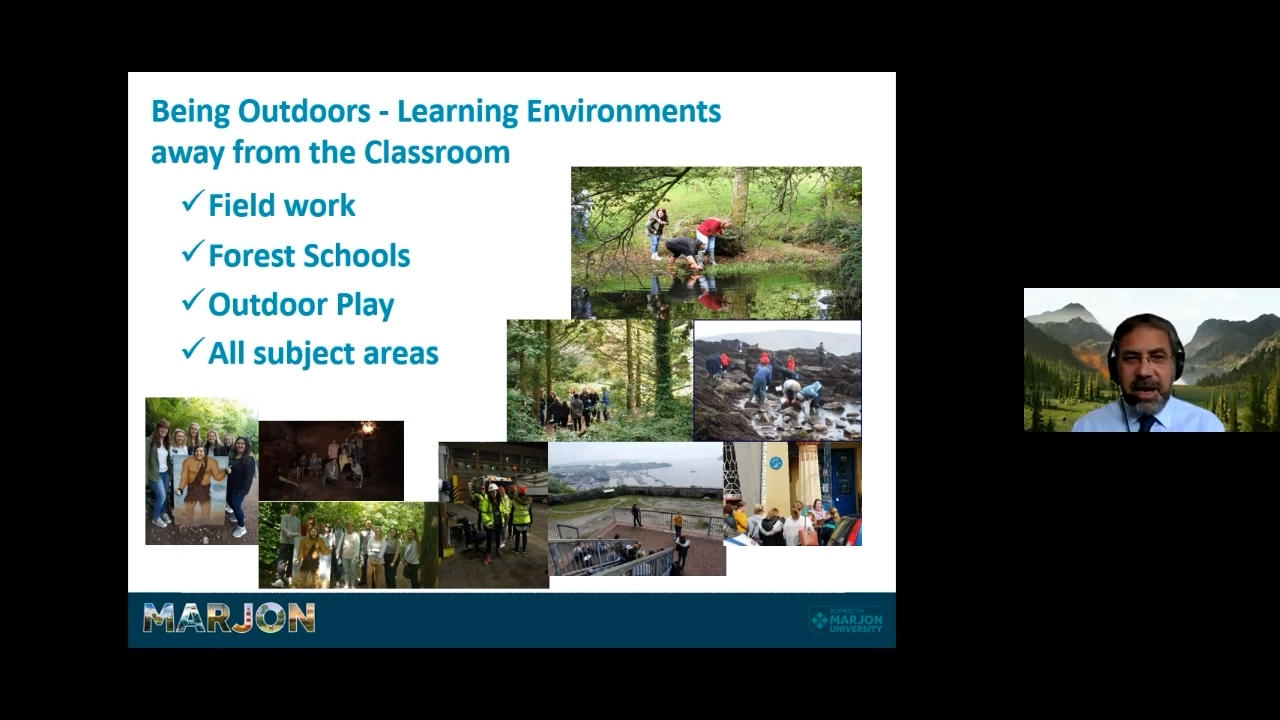 Being Outdoors - Learning Environments
away from the Classroom
✓Field work
✓Forest Schools
✓Outdoor Play
✓All subject areas
MARJON
PLYMOUTH
MARJON
UNIVERSITY